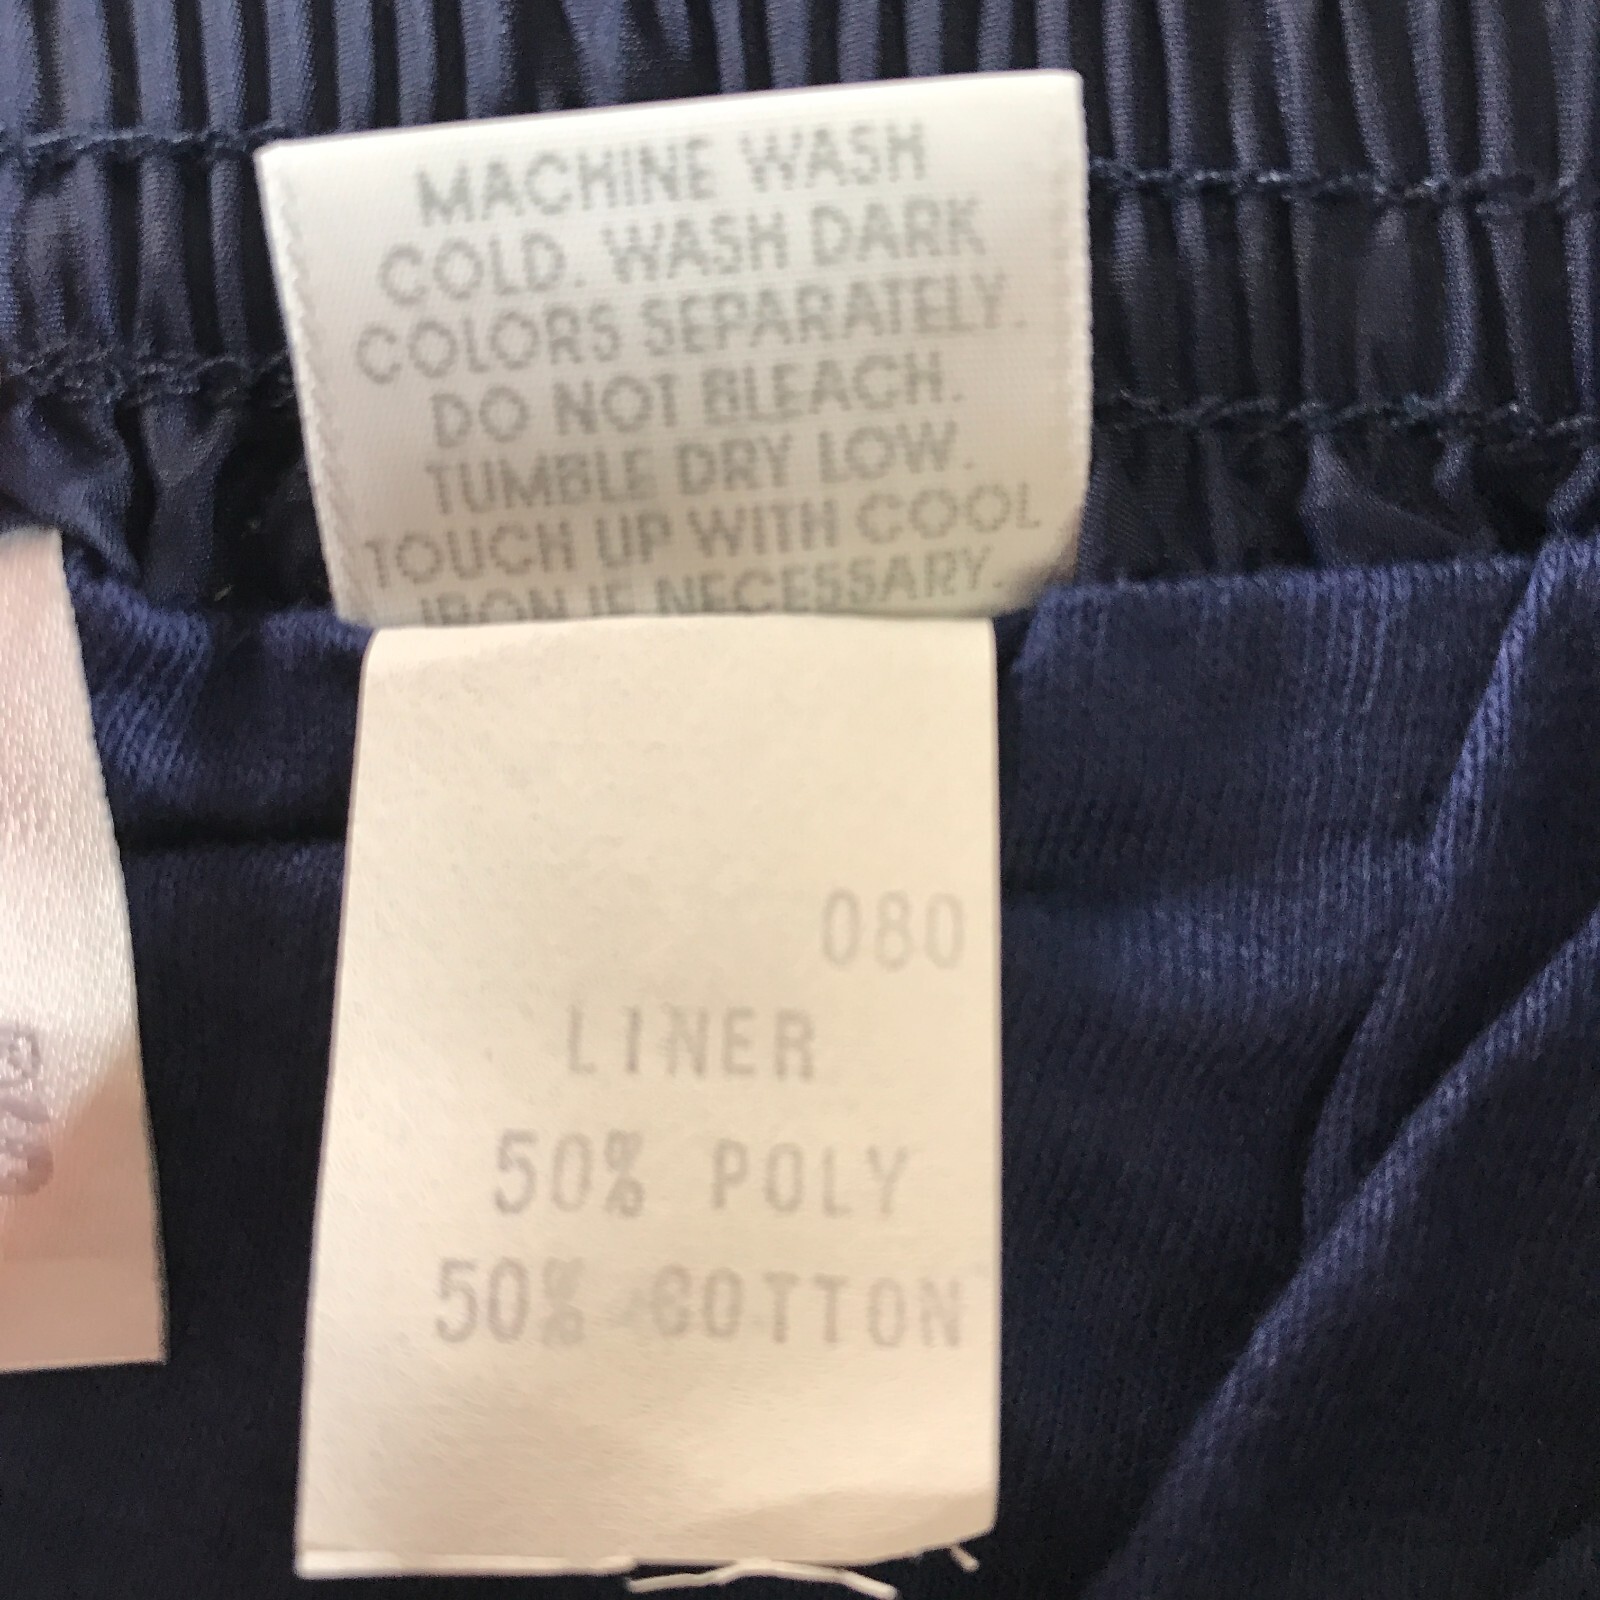 MACHINE WASH
COLD. WASH DARK
COLORS SEPARATELY.
DO NOT BLEACH.
TUMBLE DRY LOW.
TOUCH UP WITH COOL
IRON IF NECESSARY.
080
LINER
50% POLY
50% COTTON